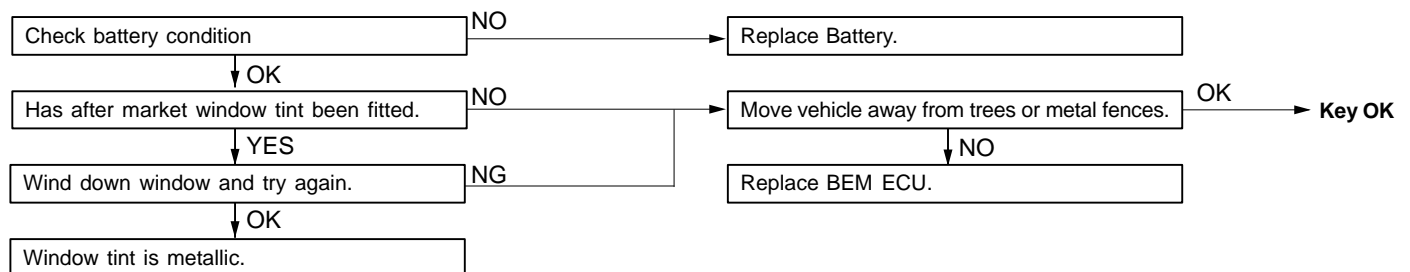 Check battery condition
NO
Replace Battery.
OK
Has after market window tint been fitted.
NO
Move vehicle away from trees or metal fences.
OK
Key OK
YES
NO
Wind down window and try again.
NG
Replace BEM ECU.
OK
Window tint is metallic.